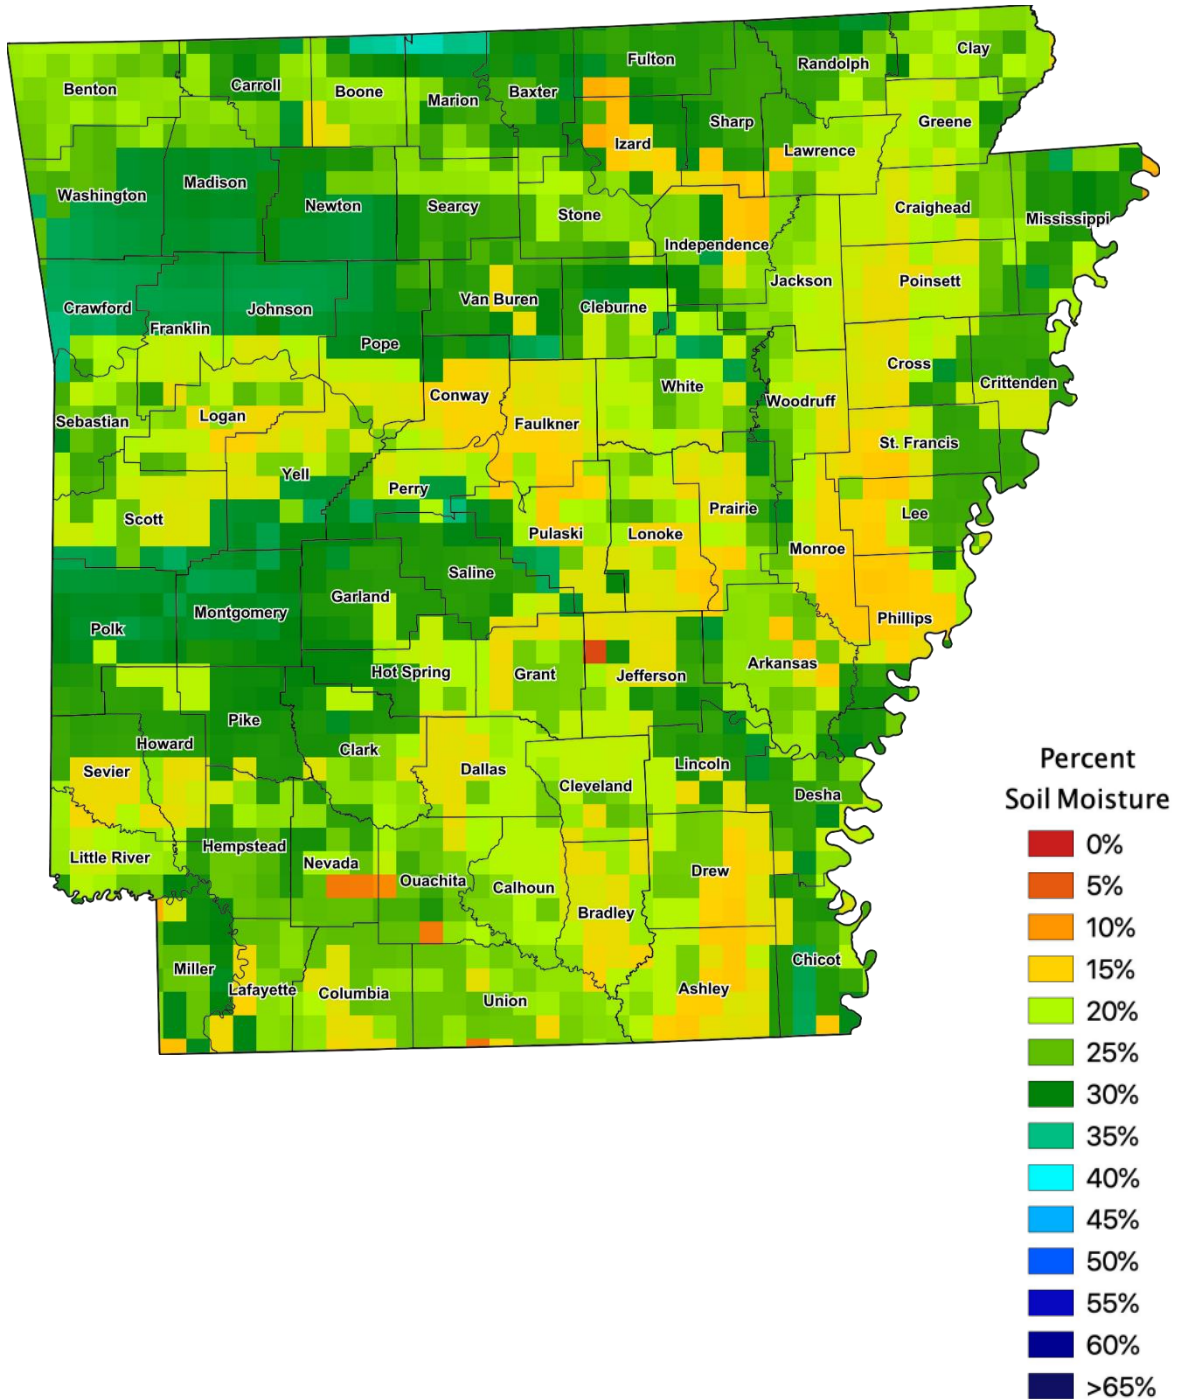 Clay
Fulton
Randolph
Carroll
Benton
Boone
Marion
Baxter
Sharp
Greene
Izard
Lawrence
Madison
Washington
Newton
Searcy
Stone
Craighead
Mississippi
Independence
Jackson
Poinsett
Van Buren
Cleburne
Crawford
Johnson
Franklin
Pope
Cross
Crittenden
White
Conway
Woodruff
Logan
Sebastian
Faulkner
St. Francis
Yell
Perry
Prairie
Lee
Scott
Pulaski
Lonoke
Monroe
Saline
Garland
Montgomery
Phillips
Polk
Arkansas
Hot Spring
Grant
Jefferson
Pike
Howard
Clark
Lincoln
Sevier
Dallas
Cleveland
Desha
Hempstead
Little River
Nevada
Drew
Ouachita
Calhoun
Bradley
Chicot
Miller
Lafayette
Columbia
Ashley
Union
Percent
Soil Moisture
0%
5%
10%
15%
20%
25%
30%
35%
40%
45%
50%
55%
60%
>65%